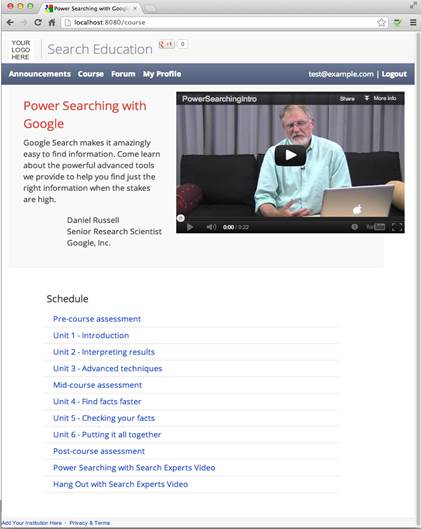 Power Searching with Google
localhost:8080/course
YOUR
LOGO
HERE
Search Education
+1
0
Announcements Course Forum My Profile
test@example.com | Logout
Power Searching with
Google
Google Search makes it amazingly
easy to find information. Come learn
about the powerful advanced tools
we provide to help you find just the
right information when the stakes
are high.
Daniel Russell
Senior Research Scientist
Google, Inc.
PowerSearchingIntro
Share
More info
0:00 / 0:22
YouTube
Schedule
Pre-course assessment
Unit 1 - Introduction
Unit 2 - Interpreting results
Unit 3 - Advanced techniques
Mid-course assessment
Unit 4 - Find facts faster
Unit 5 - Checking your facts
Unit 6 - Putting it all together
Post-course assessment
Power Searching with Search Experts Video
Hang Out with Search Experts Video
Add Your Institution Here · Privacy & Terms